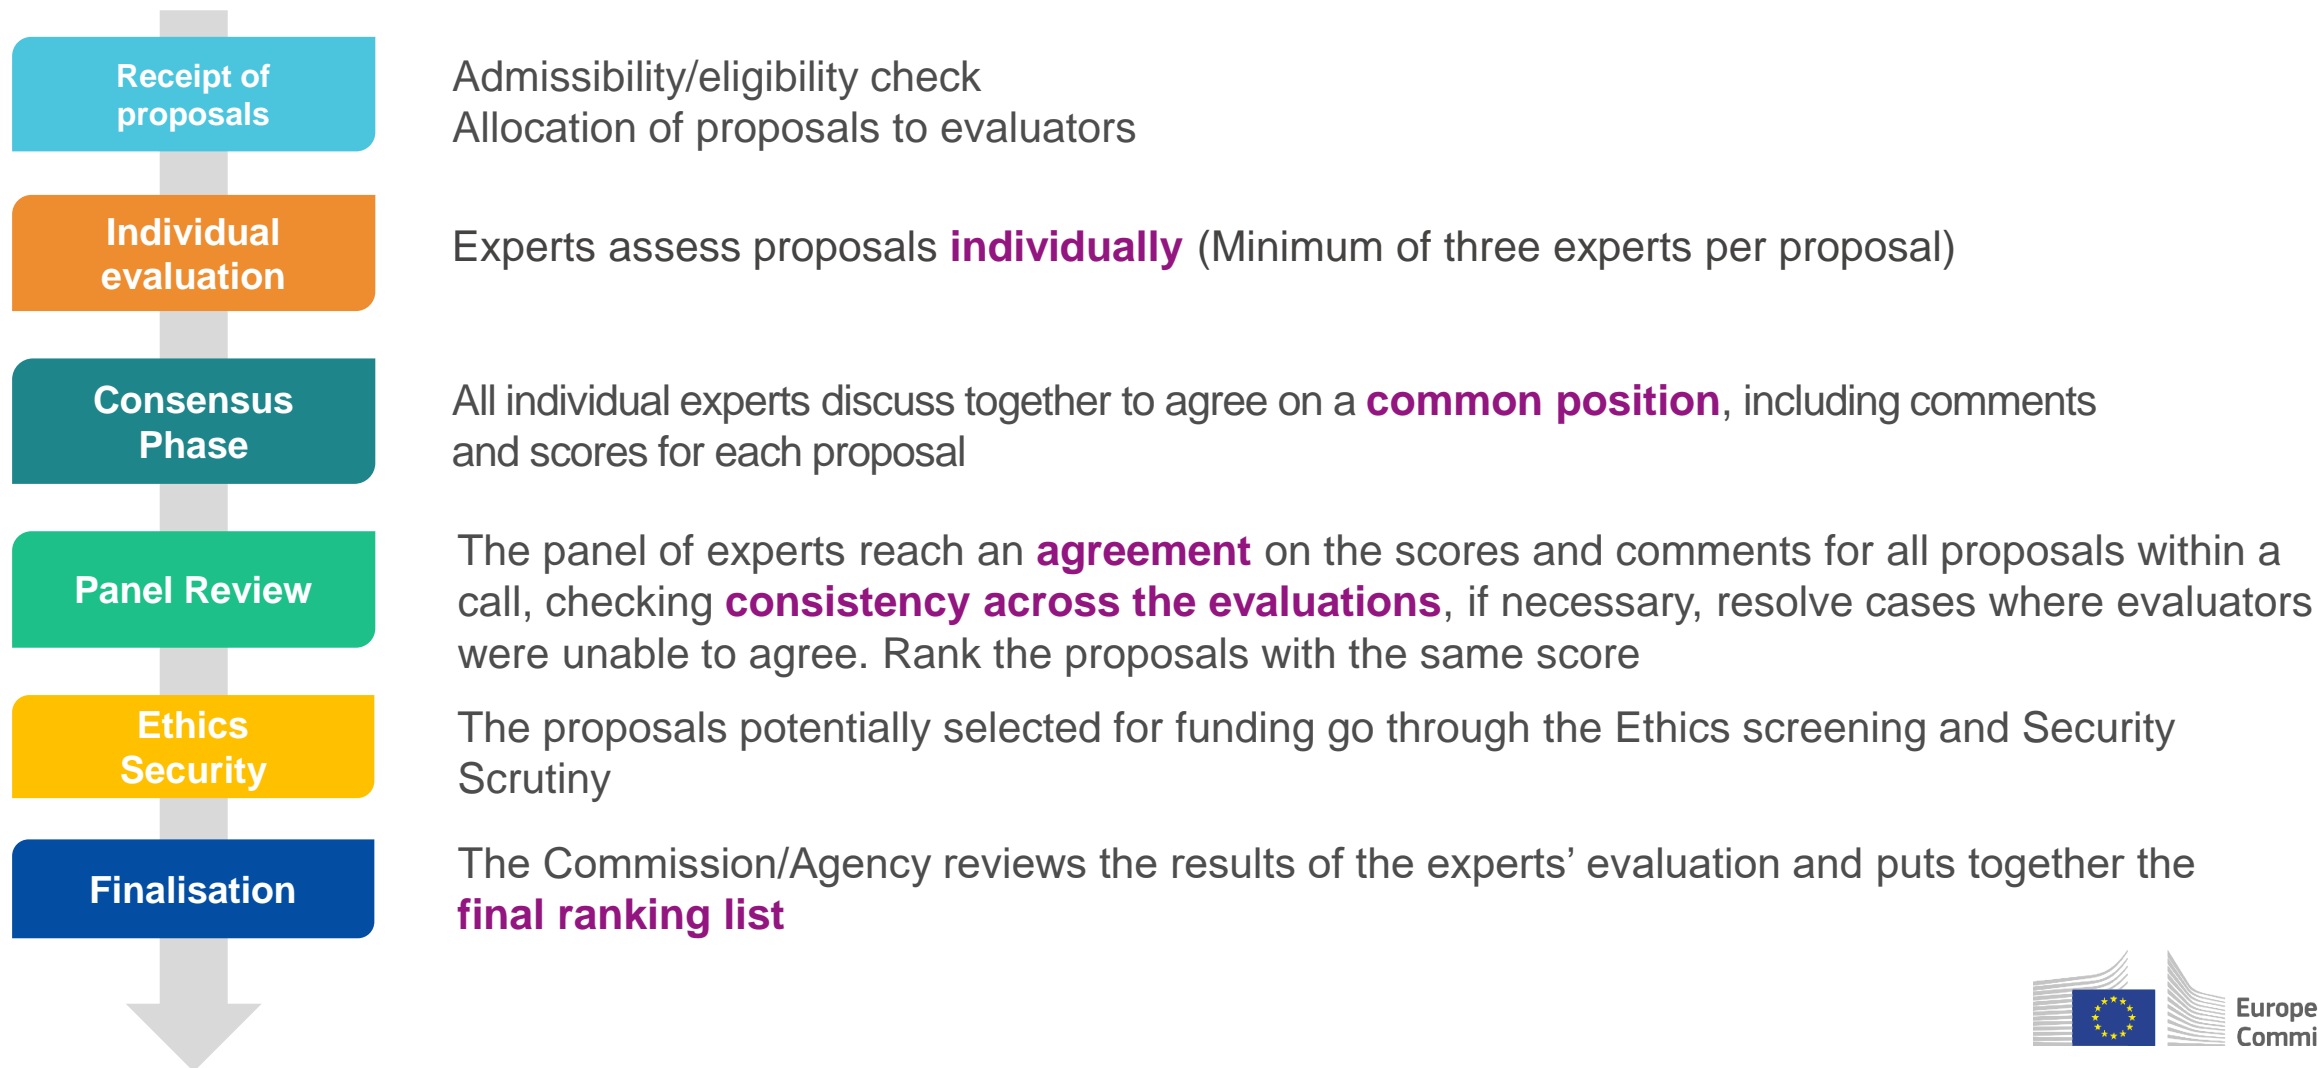 Receipt of
proposals
Admissibility/eligibility check
Allocation of proposals to evaluators
Individual
evaluation
Experts assess proposals individually (Minimum of three experts per proposal)
Consensus
Phase
All individual experts discuss together to agree on a common position, including comments
and scores for each proposal
Panel Review
The panel of experts reach an agreement on the scores and comments for all proposals within a
call, checking consistency across the evaluations, if necessary, resolve cases where evaluators
were unable to agree. Rank the proposals with the same score
Ethics
Security
The proposals potentially selected for funding go through the Ethics screening and Security
Scrutiny
Finalisation
The Commission/Agency reviews the results of the experts’ evaluation and puts together the
final ranking list
Europe
Commi